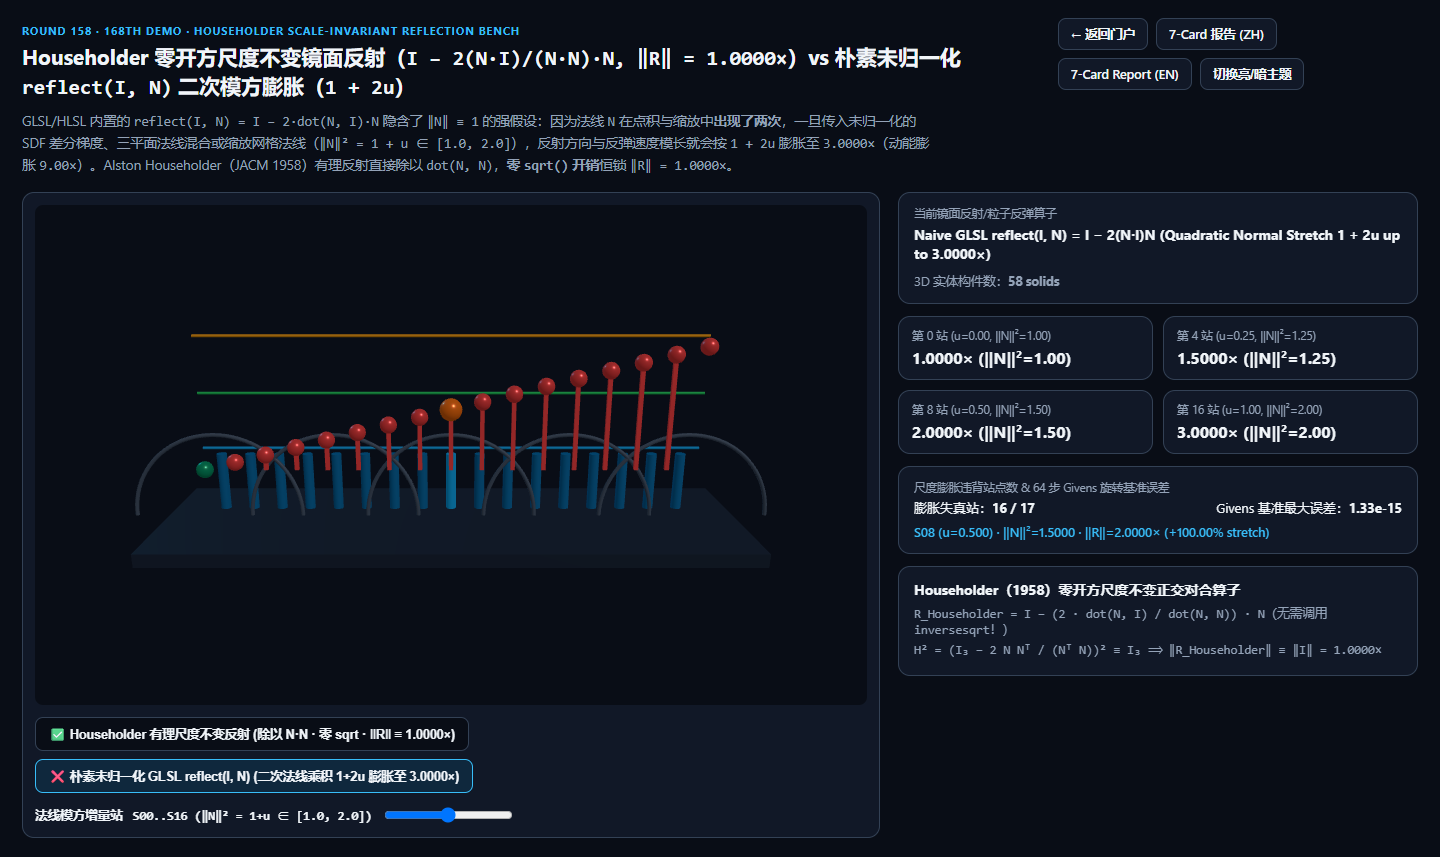 ROUND 158 · 168TH DEMO · HOUSEHOLDER SCALE-INVARIANT REFLECTION BENCH
Householder 零开方尺度不变镜面反射（I − 2(N·I)/(N·N)·N, ‖R‖ = 1.0000×）vs 朴素未归一化
reflect(I, N) 二次模方膨胀（1 + 2u）
GLSL/HLSL 内置的 reflect(I, N) = I − 2·dot(N, I)·N 隐含了 ‖N‖ ≡ 1 的强假设：因为法线 N 在点积与缩放中出现了两次，一旦传入未归一化的
SDF 差分梯度、三平面法线混合或缩放网格法线（‖N‖² = 1 + u ∈ [1.0, 2.0]），反射方向与反弹速度模长就会按 1 + 2u 膨胀至 3.0000×（动能膨
胀 9.00×）。Alston Householder（JACM 1958）有理反射直接除以 dot(N, N)，零 sqrt() 开销恒锁 ‖R‖ = 1.0000×。
← 返回门户
7-Card 报告 (ZH)
7-Card Report (EN)
切换亮/暗主题
当前镜面反射/粒子反弹算子
Naive GLSL reflect(I, N) = I − 2(N·I)N (Quadratic Normal Stretch 1 + 2u up
to 3.0000×)
3D 实体构件数：58 solids
第 0 站 (u=0.00, ‖N‖²=1.00)
1.0000× (‖N‖²=1.00)
第 4 站 (u=0.25, ‖N‖²=1.25)
1.5000× (‖N‖²=1.25)
第 8 站 (u=0.50, ‖N‖²=1.50)
2.0000× (‖N‖²=1.50)
第 16 站 (u=1.00, ‖N‖²=2.00)
3.0000× (‖N‖²=2.00)
尺度膨胀违背站点数 & 64 步 Givens 旋转基准误差
膨胀失真站：16 / 17
Givens 基准最大误差：1.33e-15
S08 (u=0.500) · ‖N‖²=1.5000 · ‖R‖=2.0000× (+100.00% stretch)
Householder（1958）零开方尺度不变正交对合算子
R_Householder = I − (2 · dot(N, I) / dot(N, N)) · N（无需调用
inversesqrt! ）
H² = (I₃ − 2 N Nᵀ / (Nᵀ N))² ≡ I₃ ⟹ ‖R_Householder‖ ≡ ‖I‖ = 1.0000×
✅ Householder 有理尺度不变反射 (除以 N·N · 零 sqrt · ‖R‖ ≡ 1.0000×)
❌ 朴素未归一化 GLSL reflect(I, N) (二次法线乘积 1+2u 膨胀至 3.0000×)
法线模方增量站 S00..S16 (‖N‖² = 1+u ∈ [1.0, 2.0])